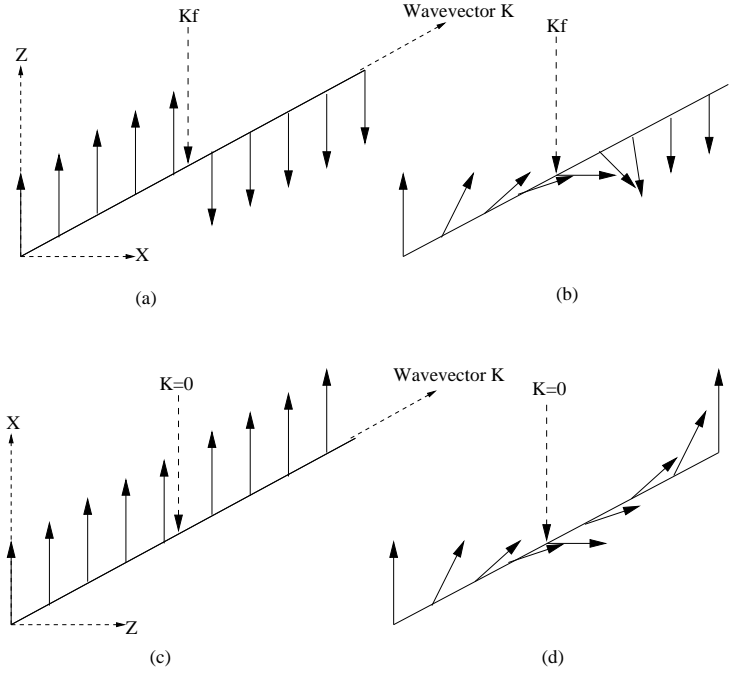 Wavevector K
Kf
Z
X
(a)
Kf
(b)
Wavevector K
K=0
X
Z
(c)
K=0
(d)